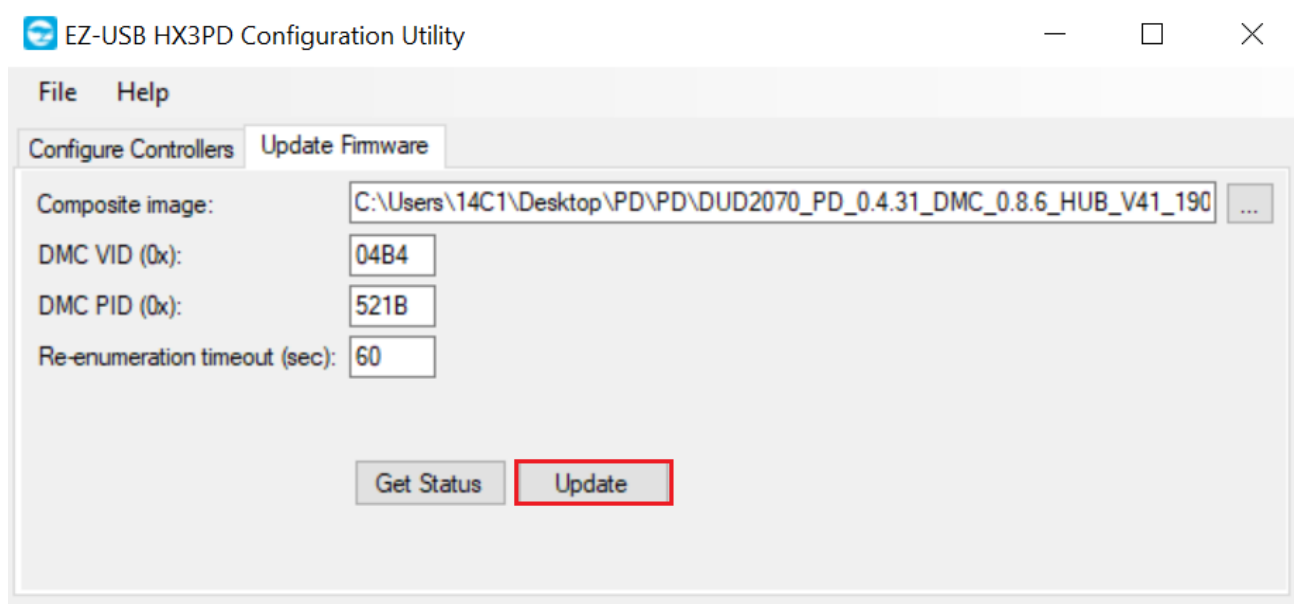 EZ-USB HX3PD Configuration Utility
File Help
Configure Controllers Update Firmware
Composite image: C:\Users\14C1\Desktop\PD\PD\DUD2070_PD_0.4.31_DMC_0.8.6_HUB_V41_190 ...
DMC VID (0x): 04B4
DMC PID (0x): 521B
Re-enumeration timeout (sec): 60
Get Status Update